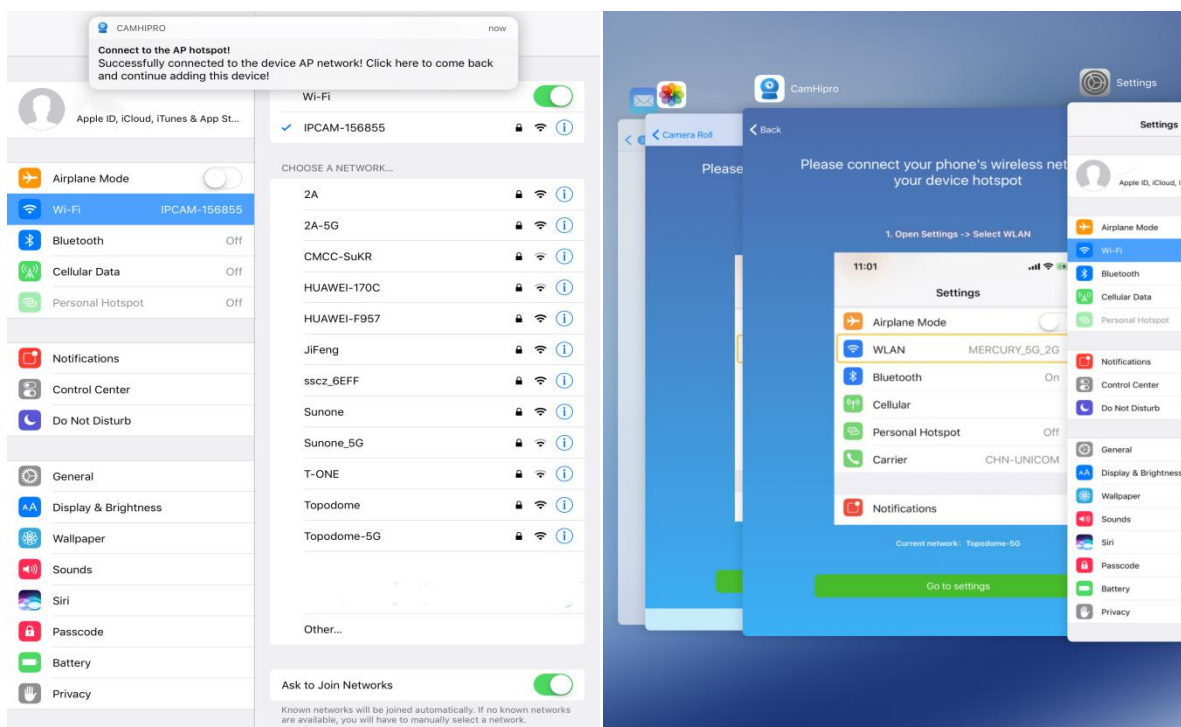 CAMHIPRO
now
Connect to the AP hotspot!
Successfully connected to the device AP network! Click here to come back
and continue adding this device!
Apple ID, iCloud, iTunes & App St...
Airplane Mode
Wi-Fi IPCAM-156855
Bluetooth Off
Cellular Data Off
Personal Hotspot Off
Notifications
Control Center
Do Not Disturb
General
Display & Brightness
Wallpaper
Sounds
Siri
Passcode
Battery
Privacy
Wi-Fi
IPCAM-156855
CHOOSE A NETWORK...
2A
2A-5G
CMCC-SuKR
HUAWEI-170C
HUAWEI-F957
JiFeng
sscz_6EFF
Sunone
Sunone_5G
T-ONE
Topodome
Topodome-5G
Other...
Ask to Join Networks
Known networks will be joined automatically. If no known networks
are available, you will have to manually select a network.
Camera Roll
Please
CamHipro
Back
Please connect your phone's wireless net
your device hotspot
1. Open Settings -> Select WLAN
11:01
Settings
Airplane Mode
WLAN MERCURY_5G_2G
Bluetooth On
Cellular
Personal Hotspot Off
Carrier CHN-UNICOM
Notifications
Current network: Topodome-5G
Go to settings
Settings
Settings
Apple ID, iCloud, i
Airplane Mode
Wi-Fi
Bluetooth
Cellular Data
Personal Hotspot
Notifications
Control Center
Do Not Disturb
General
Display & Brightness
Wallpaper
Sounds
Siri
Passcode
Battery
Privacy